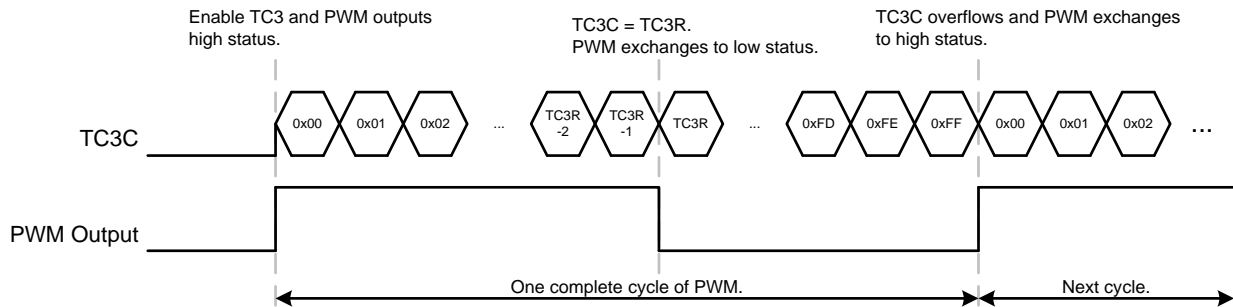 Enable TC3 and PWM outputs
high status.
TC3C = TC3R.
PWM exchanges to low status.
TC3C overflows and PWM exchanges
to high status.
TC3C
0x00
0x01
0x02
...
TC3R
-2
TC3R
-1
TC3R
...
0xFD
0xFE
0xFF
0x00
0x01
0x02
...
PWM Output
One complete cycle of PWM.
Next cycle.